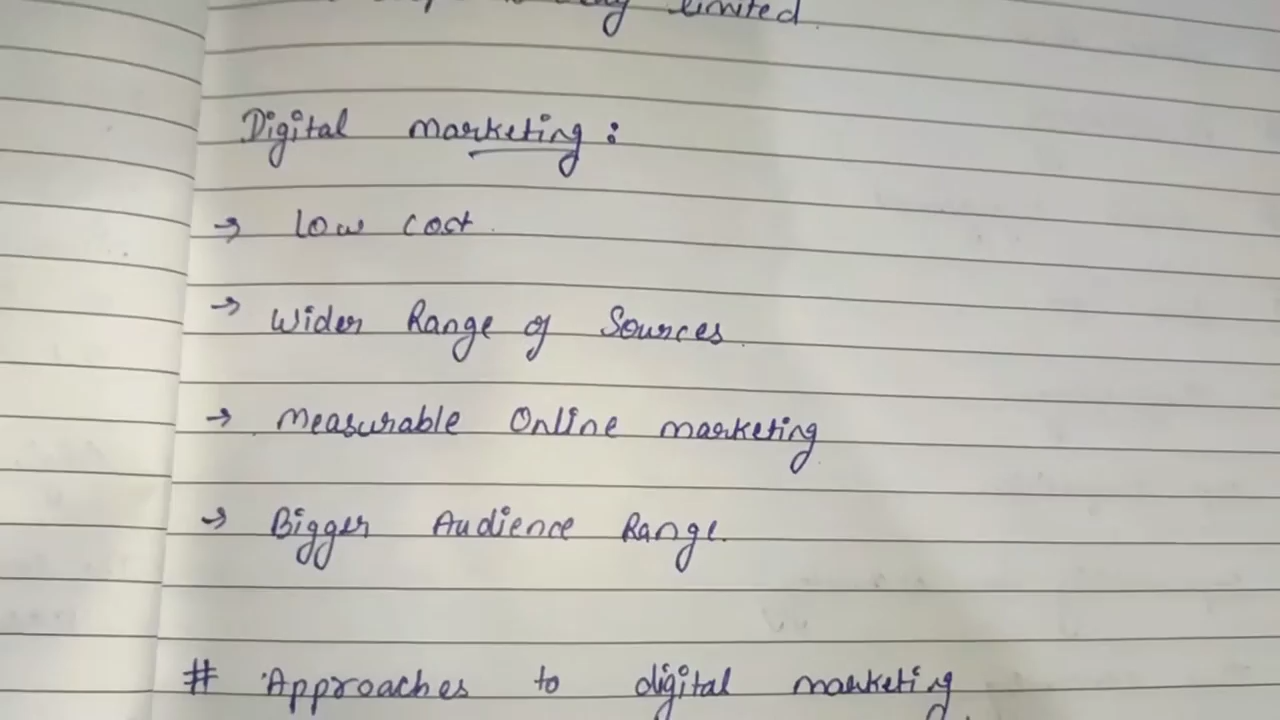 limited
Digital marketing :
→ low cost.
→ Wider Range of Sources.
→ Measurable Online marketing
→ Bigger Audience Range.
# Approaches to digital marketing